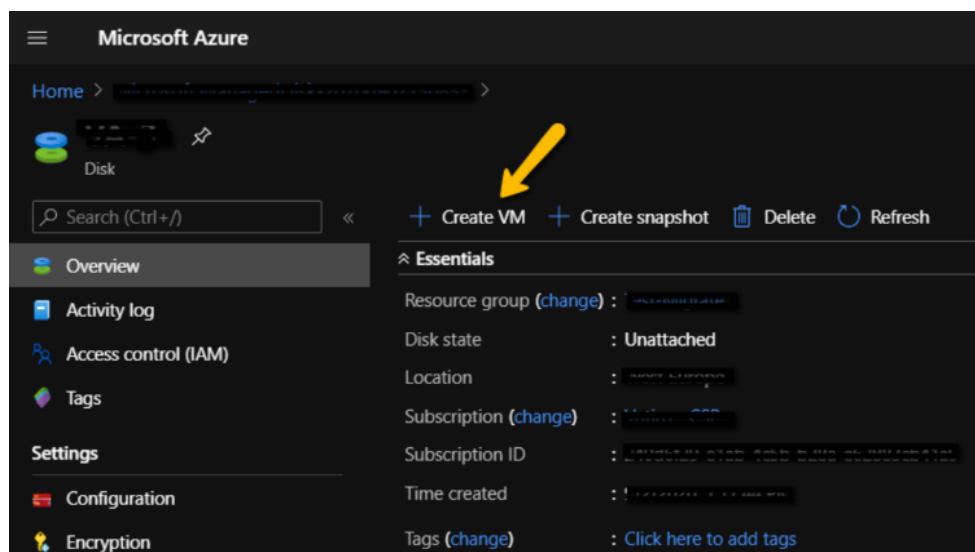 Microsoft Azure
Home > >
Disk
Search (Ctrl+/) «
+ Create VM + Create snapshot Delete Refresh
Overview
Activity log
Access control (IAM)
Tags
Settings
Configuration
Encryption
Essentials
Resource group (change) :
Disk state : Unattached
Location :
Subscription (change) :
Subscription ID :
Time created :
Tags (change) : Click here to add tags